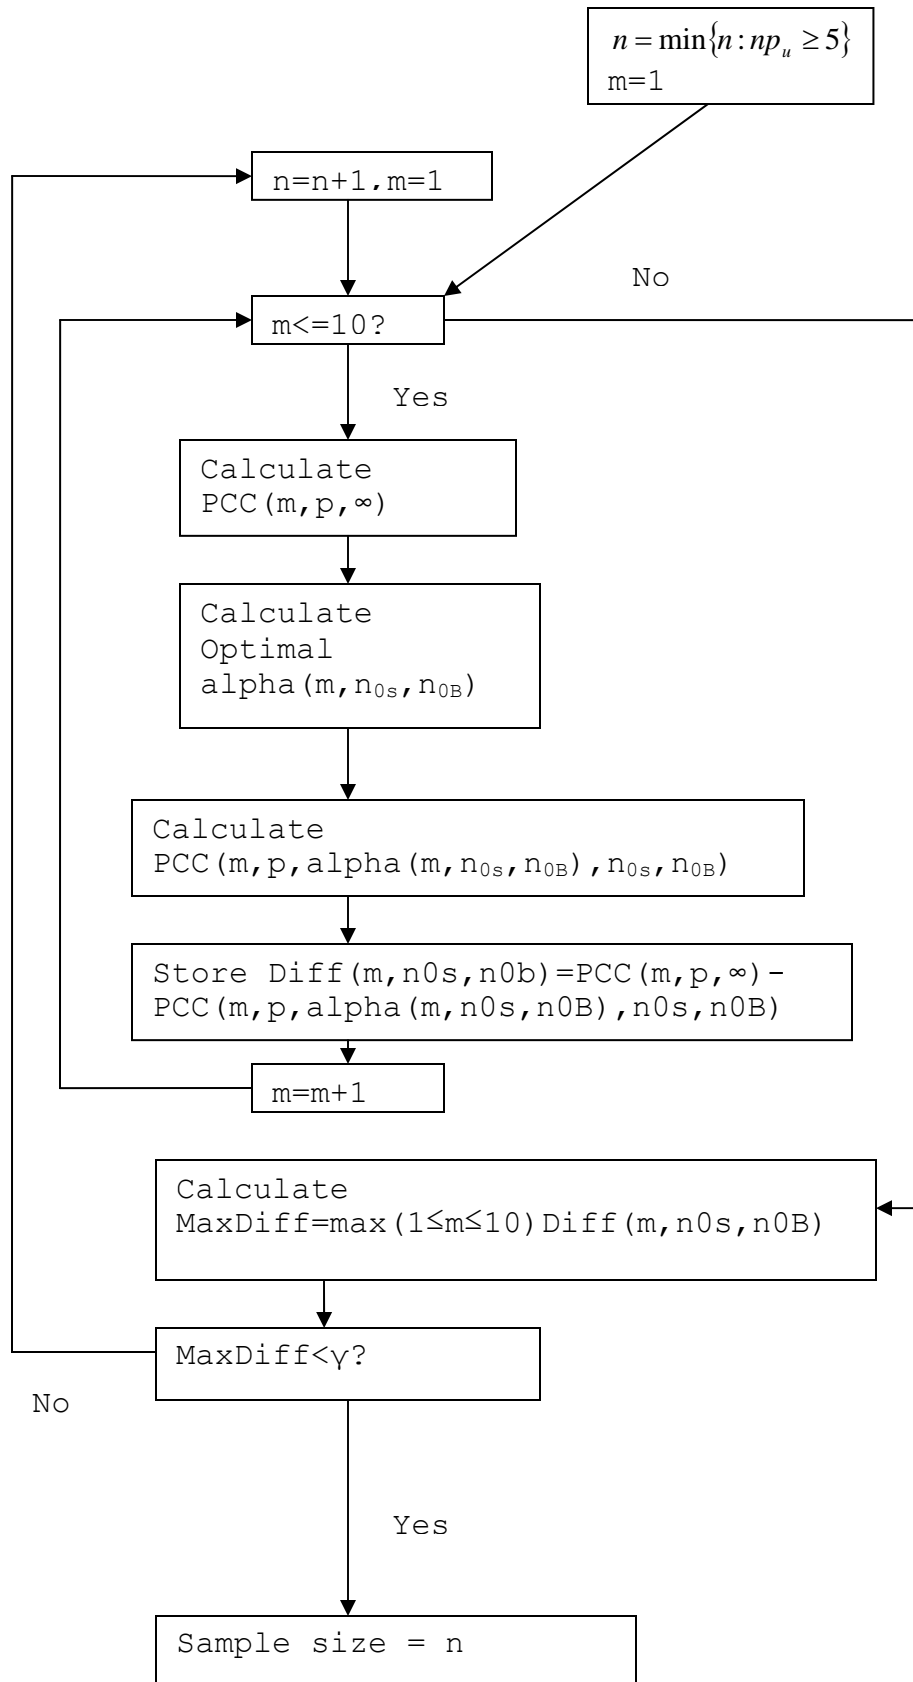 n = min{n : np_u ≥ 5}
m=1
n=n+1,m=1
No
m<=10?
Yes
Calculate
PCC(m,p,∞)
Calculate
Optimal
alpha(m,n₀ₛ,n₀B)
Calculate
PCC(m,p,alpha(m,n₀ₛ,n₀B),n₀ₛ,n₀B)
Store Diff(m,n0s,n0b)=PCC(m,p,∞)-
PCC(m,p,alpha(m,n0s,n0B),n0s,n0B)
m=m+1
Calculate
MaxDiff=max(1≤m≤10)Diff(m,n0s,n0B)
MaxDiff<γ?
No
Yes
Sample size = n